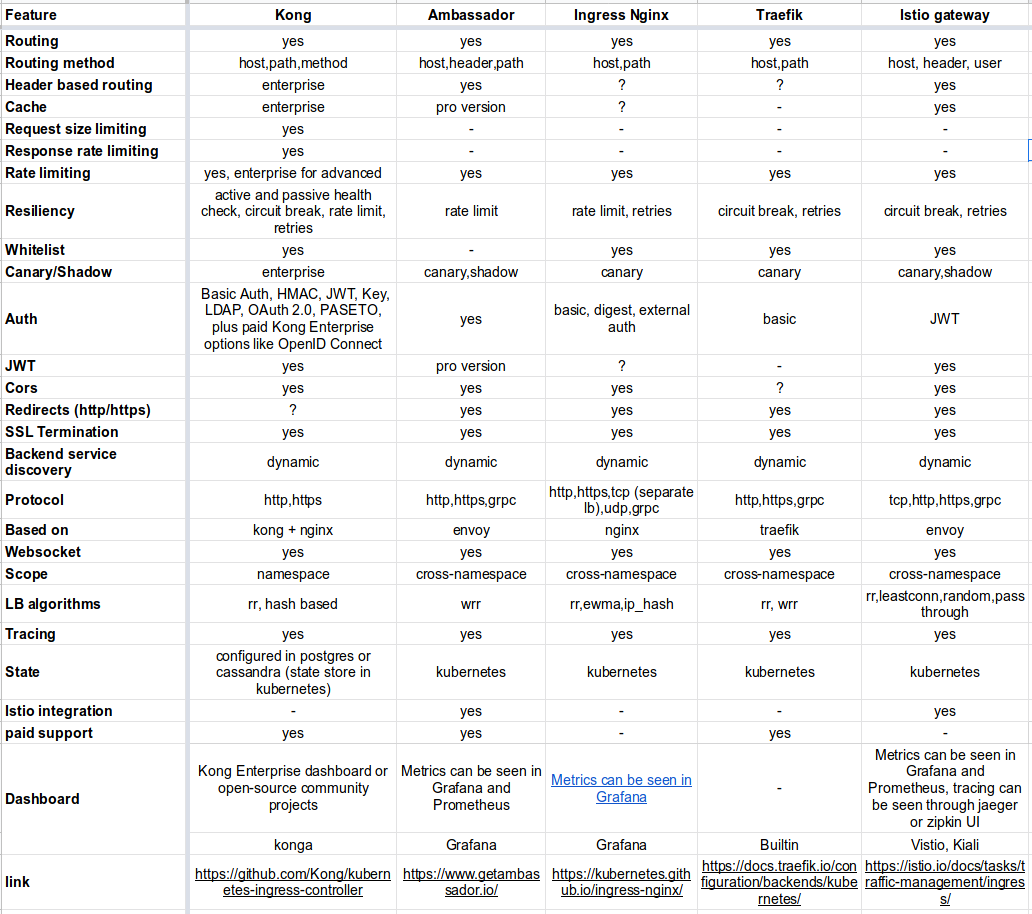 Feature Kong Ambassador Ingress Nginx Traefik Istio gateway
Routing yes yes yes yes yes
Routing method host,path,method host,header,path host,path host,path host, header, user
Header based routing enterprise yes ? ? yes
Cache enterprise pro version ? - yes
Request size limiting yes - - - -
Response rate limiting yes - - - -
Rate limiting yes, enterprise for advanced yes yes yes yes
active and passive health
Resiliency check, circuit break, rate limit, rate limit rate limit, retries circuit break, retries circuit break, retries
retries
Whitelist yes - yes yes yes
Canary/Shadow enterprise canary,shadow canary canary canary,shadow
Basic Auth, HMAC, JWT, Key,
LDAP, OAuth 2.0, PASETO, basic, digest, external
Auth yes basic JWT
plus paid Kong Enterprise auth
options like OpenID Connect
JWT yes pro version ? - yes
Cors yes yes yes ? yes
Redirects (http/https) ? yes yes yes yes
SSL Termination yes yes yes yes yes
Backend service
discovery dynamic dynamic dynamic dynamic dynamic
http,https,tcp (separate
Protocol http,https http,https,grpc lb),udp,grpc http,https,grpc tcp,http,https,grpc
Based on kong + nginx envoy nginx traefik envoy
Websocket yes yes yes yes yes
Scope namespace cross-namespace cross-namespace cross-namespace cross-namespace
rr,leastconn,random,pass
LB algorithms rr, hash based wrr rr,ewma,ip_hash rr, wrr through
Tracing yes yes yes yes yes
configured in postgres or
State cassandra (state store in kubernetes kubernetes kubernetes kubernetes
kubernetes)
Istio integration - yes - - yes
paid support yes yes - yes -
Metrics can be seen in
Kong Enterprise dashboard or Metrics can be seen in Metrics can be seen in Grafana and
Dashboard open-source community Grafana and Grafana - Prometheus, tracing can
projects Prometheus be seen through jaeger
or zipkin UI
konga Grafana Grafana Builtin Vistio, Kiali
https://docs.traefik.io/con https://istio.io/docs/tasks/t
link https://github.com/Kong/kubern https://www.getambas https://kubernetes.gith figuration/backends/kube raffic-management/ingres
etes-ingress-controller sador.io/ ub.io/ingress-nginx/ rnetes/ s/